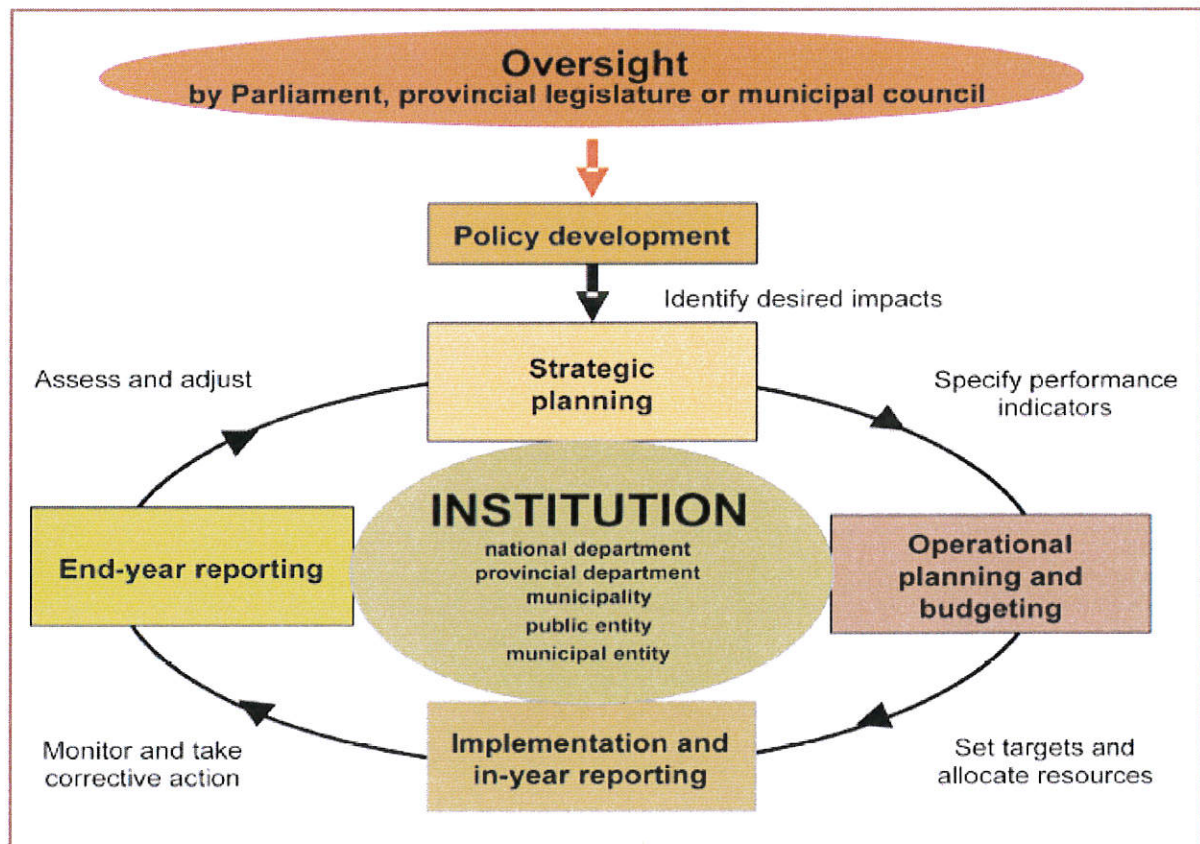 Oversight
by Parliament, provincial legislature or municipal council
Policy development
Identify desired impacts
Strategic
planning
Assess and adjust
Specify performance
indicators
INSTITUTION
national department
provincial department
municipality
public entity
municipal entity
End-year reporting
Operational
planning and
budgeting
Implementation and
in-year reporting
Monitor and take
corrective action
Set targets and
allocate resources